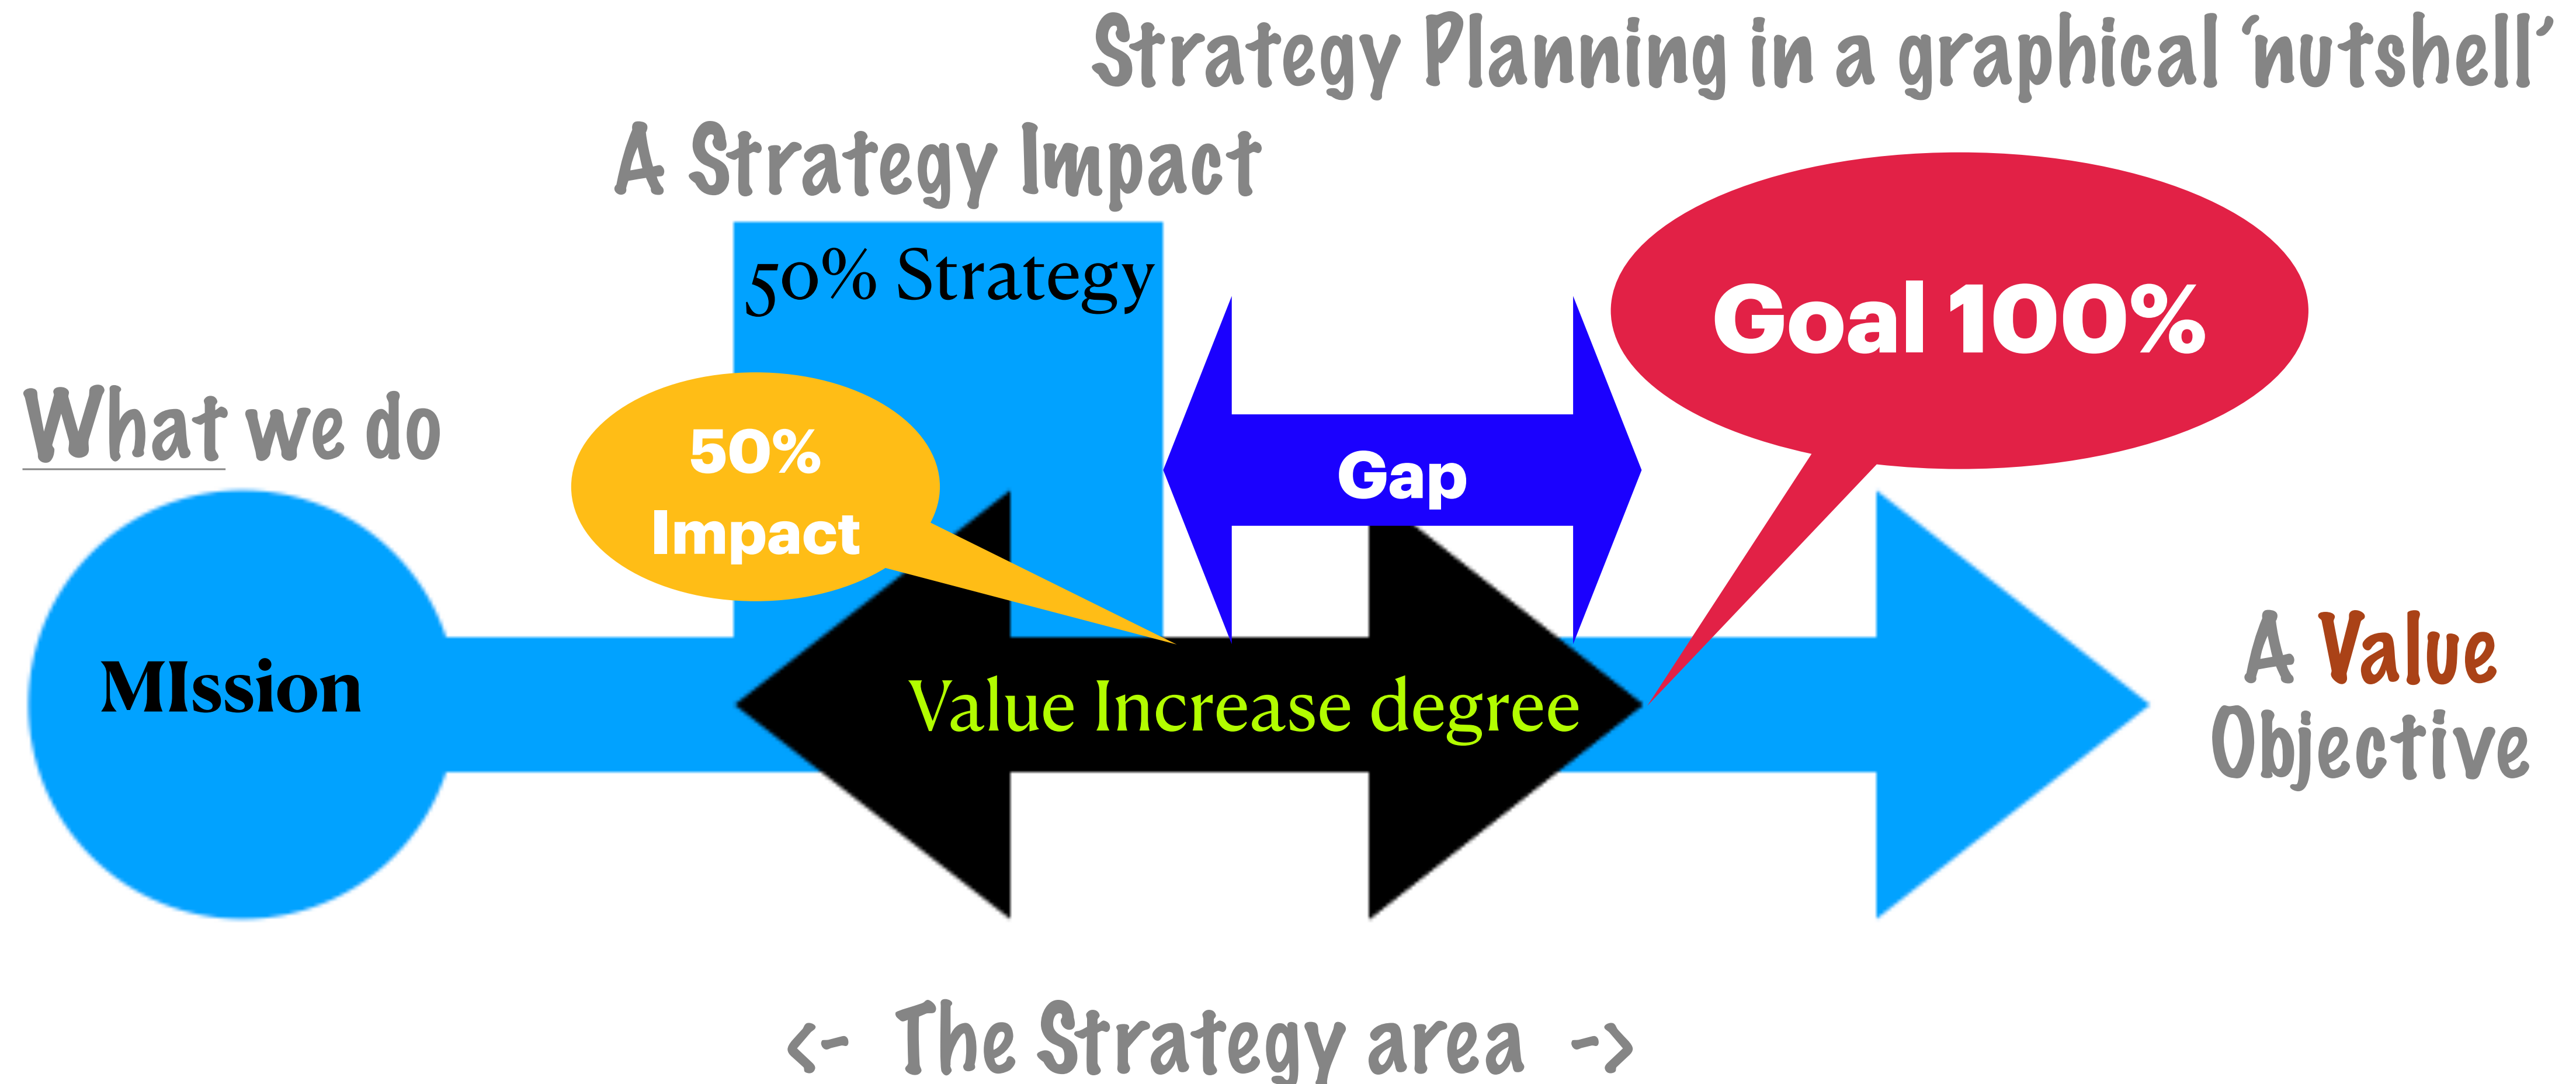 Strategy Planning in a graphical ‘nutshell’
A Strategy Impact
50% Strategy
Goal 100%
What we do
50%
Impact
Gap
MIssion
Value Increase degree
A Value
Objective
<- The Strategy area ->